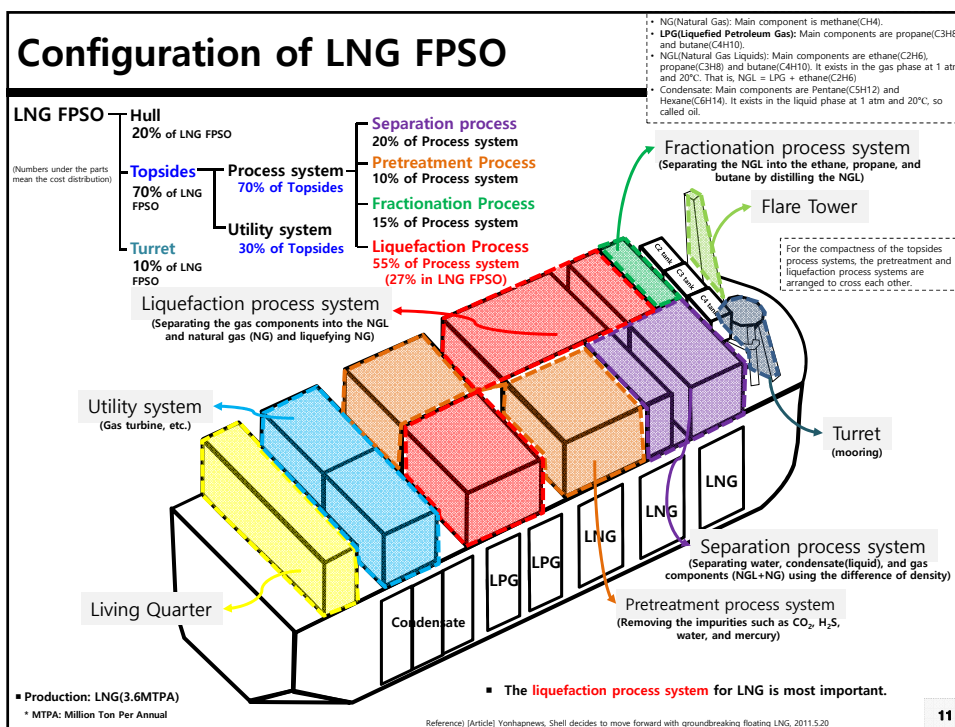 Configuration of LNG FPSO
• NG(Natural Gas): Main component is methane(CH4).
• LPG(Liquefied Petroleum Gas): Main components are propane(C3H8
and butane(C4H10).
• NGL(Natural Gas Liquids): Main components are ethane(C2H6),
propane(C3H8) and butane(C4H10). It exists in the gas phase at 1 atm
and 20℃. That is, NGL = LPG + ethane(C2H6)
• Condensate: Main components are Pentane(C5H12) and
Hexane(C6H14). It exists in the liquid phase at 1 atm and 20℃, so
called oil.
LNG FPSO
(Numbers under the parts
mean the cost distribution)
Hull
20% of LNG FPSO
Topsides
70% of LNG
FPSO
Turret
10% of LNG
FPSO
Process system
70% of Topsides
Utility system
30% of Topsides
Separation process
20% of Process system
Pretreatment Process
10% of Process system
Fractionation Process
15% of Process system
Liquefaction Process
55% of Process system
(27% in LNG FPSO)
Fractionation process system
(Separating the NGL into the ethane, propane, and
butane by distilling the NGL)
Flare Tower
For the compactness of the topsides
process systems, the pretreatment and
liquefaction process systems are
arranged to cross each other.
C2 tank
C3 tank
C4 tank
Liquefaction process system
(Separating the gas components into the NGL
and natural gas (NG) and liquefying NG)
Utility system
(Gas turbine, etc.)
Turret
(mooring)
LNG
LNG
LNG
LPG
LPG
Condensate
Separation process system
(Separating water, condensate(liquid), and gas
components (NGL+NG) using the difference of density)
Living Quarter
Pretreatment process system
(Removing the impurities such as CO₂, H₂S,
water, and mercury)
▪ Production: LNG(3.6MTPA)
* MTPA: Million Ton Per Annual
▪ The liquefaction process system for LNG is most important.
Reference) [Article] Yonhapnews, Shell decides to move forward with groundbreaking floating LNG, 2011.5.20
11